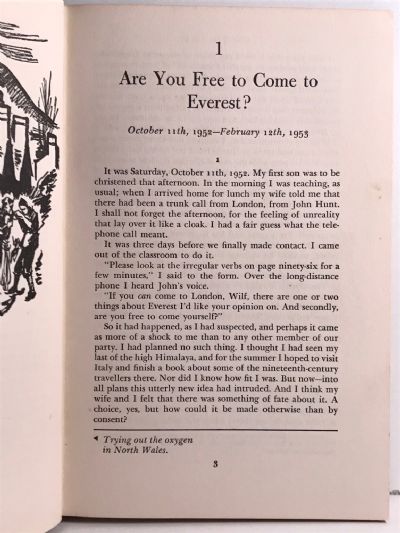 1
Are You Free to Come to
Everest?
October 11th, 1952—February 12th, 1953
1
It was Saturday, October 11th, 1952. My first son was to be
christened that afternoon. In the morning I was teaching, as
usual; when I arrived home for lunch my wife told me that
there had been a trunk call from London, from John Hunt.
I shall not forget the afternoon, for the feeling of unreality
that lay over it like a cloak. I had a fair guess what the tele-
phone call meant.
It was three days before we finally made contact. I came
out of the classroom to do it.
"Please look at the irregular verbs on page ninety-six for a
few minutes," I said to the form. Over the long-distance
phone I heard John's voice.
"If you can come to London, Wilf, there are one or two
things about Everest I'd like your opinion on. And secondly,
are you free to come yourself?"
So it had happened, as I had suspected, and perhaps it came
as more of a shock to me than to any other member of our
party. I had planned no such thing. I thought I had seen my
last of the high Himalaya, and for the summer I hoped to visit
Italy and finish a book about some of the nineteenth-century
travellers there. Nor did I know how fit I was. But now—into
all plans this utterly new idea had intruded. And I think my
wife and I felt that there was something of fate about it. A
choice, yes, but how could it be made otherwise than by
consent?
◄ Trying out the oxygen
in North Wales.
3